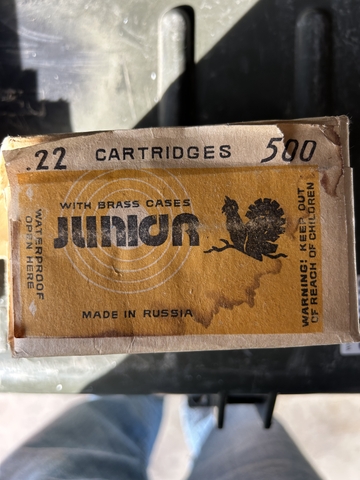 .22 CARTRIDGES 500
WITH BRASS CASES
JUNIOR
MADE IN RUSSIA
WATERPROOF
OPEN HERE
WARNING! KEEP OUT
OF REACH OF CHILDREN